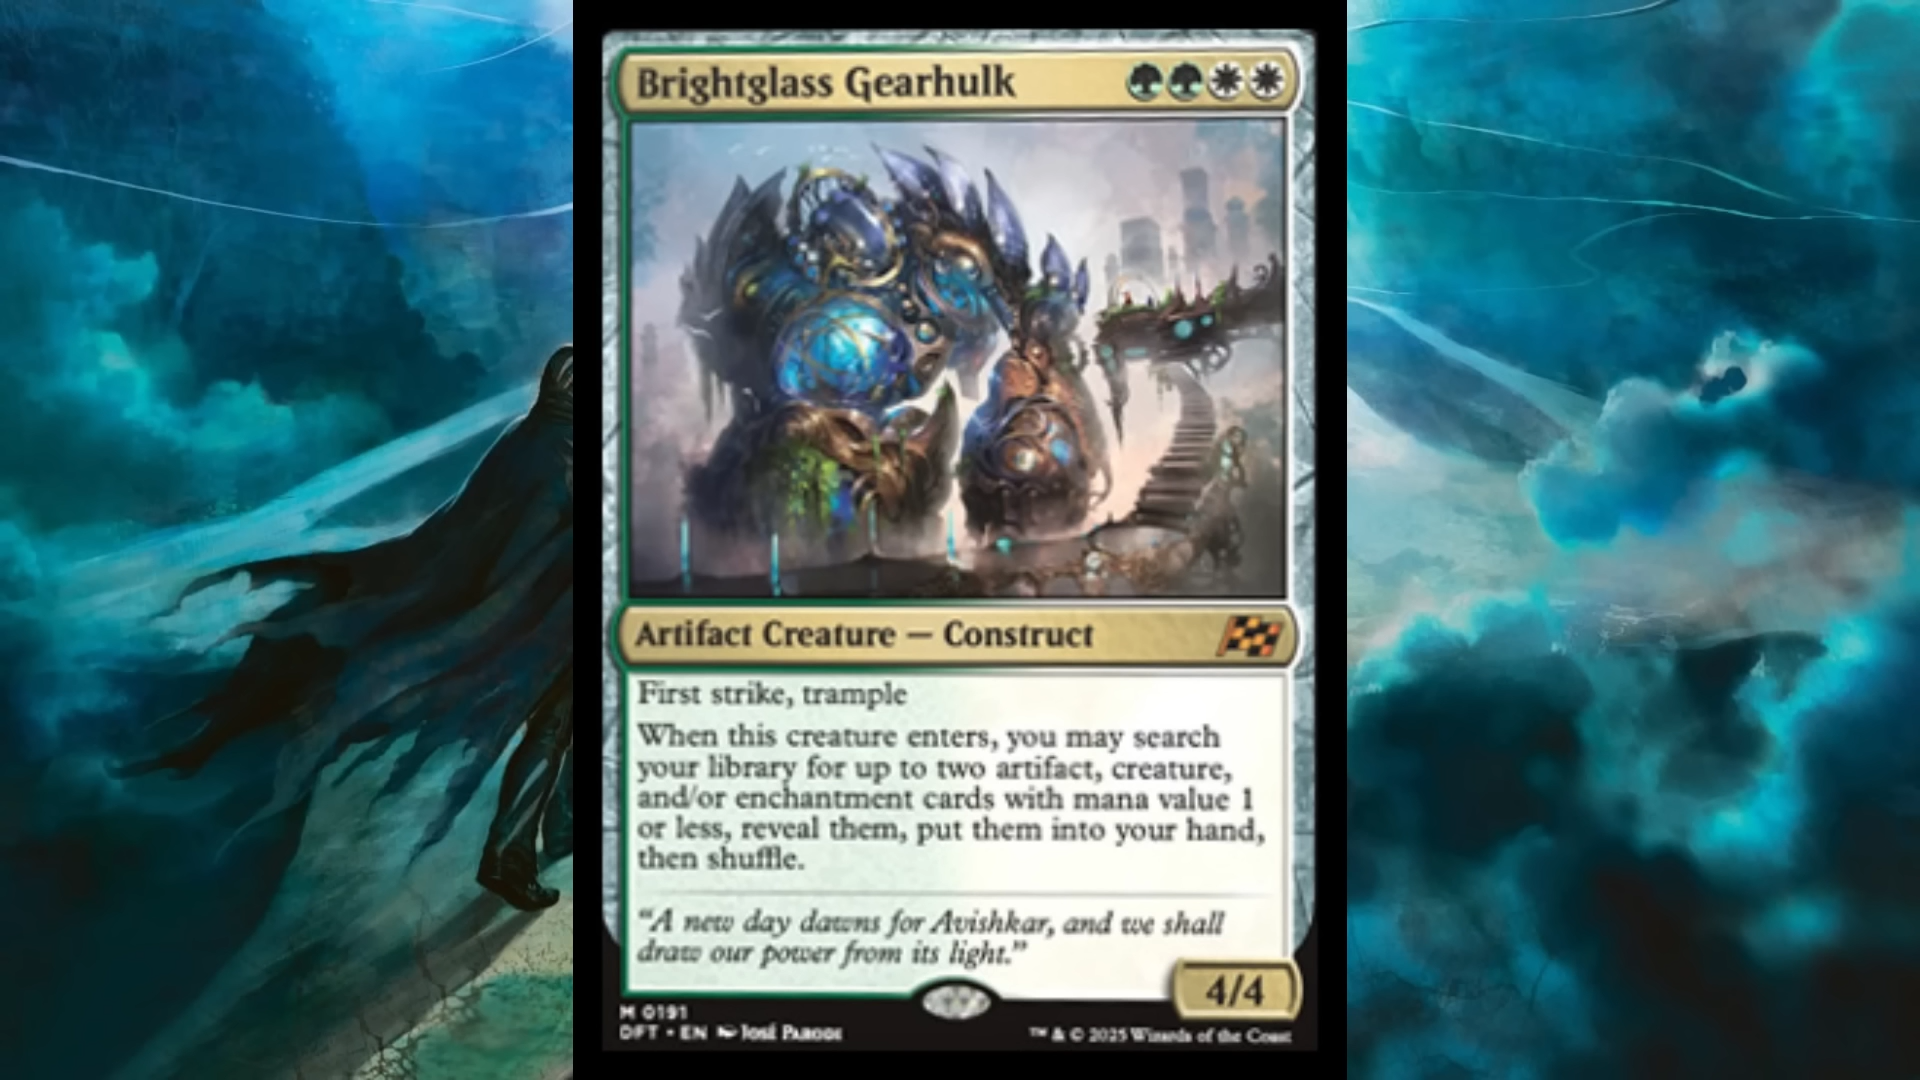 Brightglass Gearhulk
Artifact Creature — Construct
First strike, trample
When this creature enters, you may search
your library for up to two artifact, creature,
and/or enchantment cards with mana value 1
or less, reveal them, put them into your hand,
then shuffle.
“A new day dawns for Avishkar, and we shall
draw our power from its light.”
4/4
M 0191
DFT • EN José Parodi
™ & © 2025 Wizards of the Coast